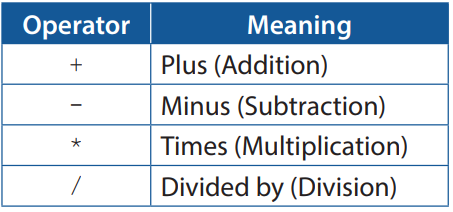 Operator Meaning
+ Plus (Addition)
– Minus (Subtraction)
* Times (Multiplication)
/ Divided by (Division)